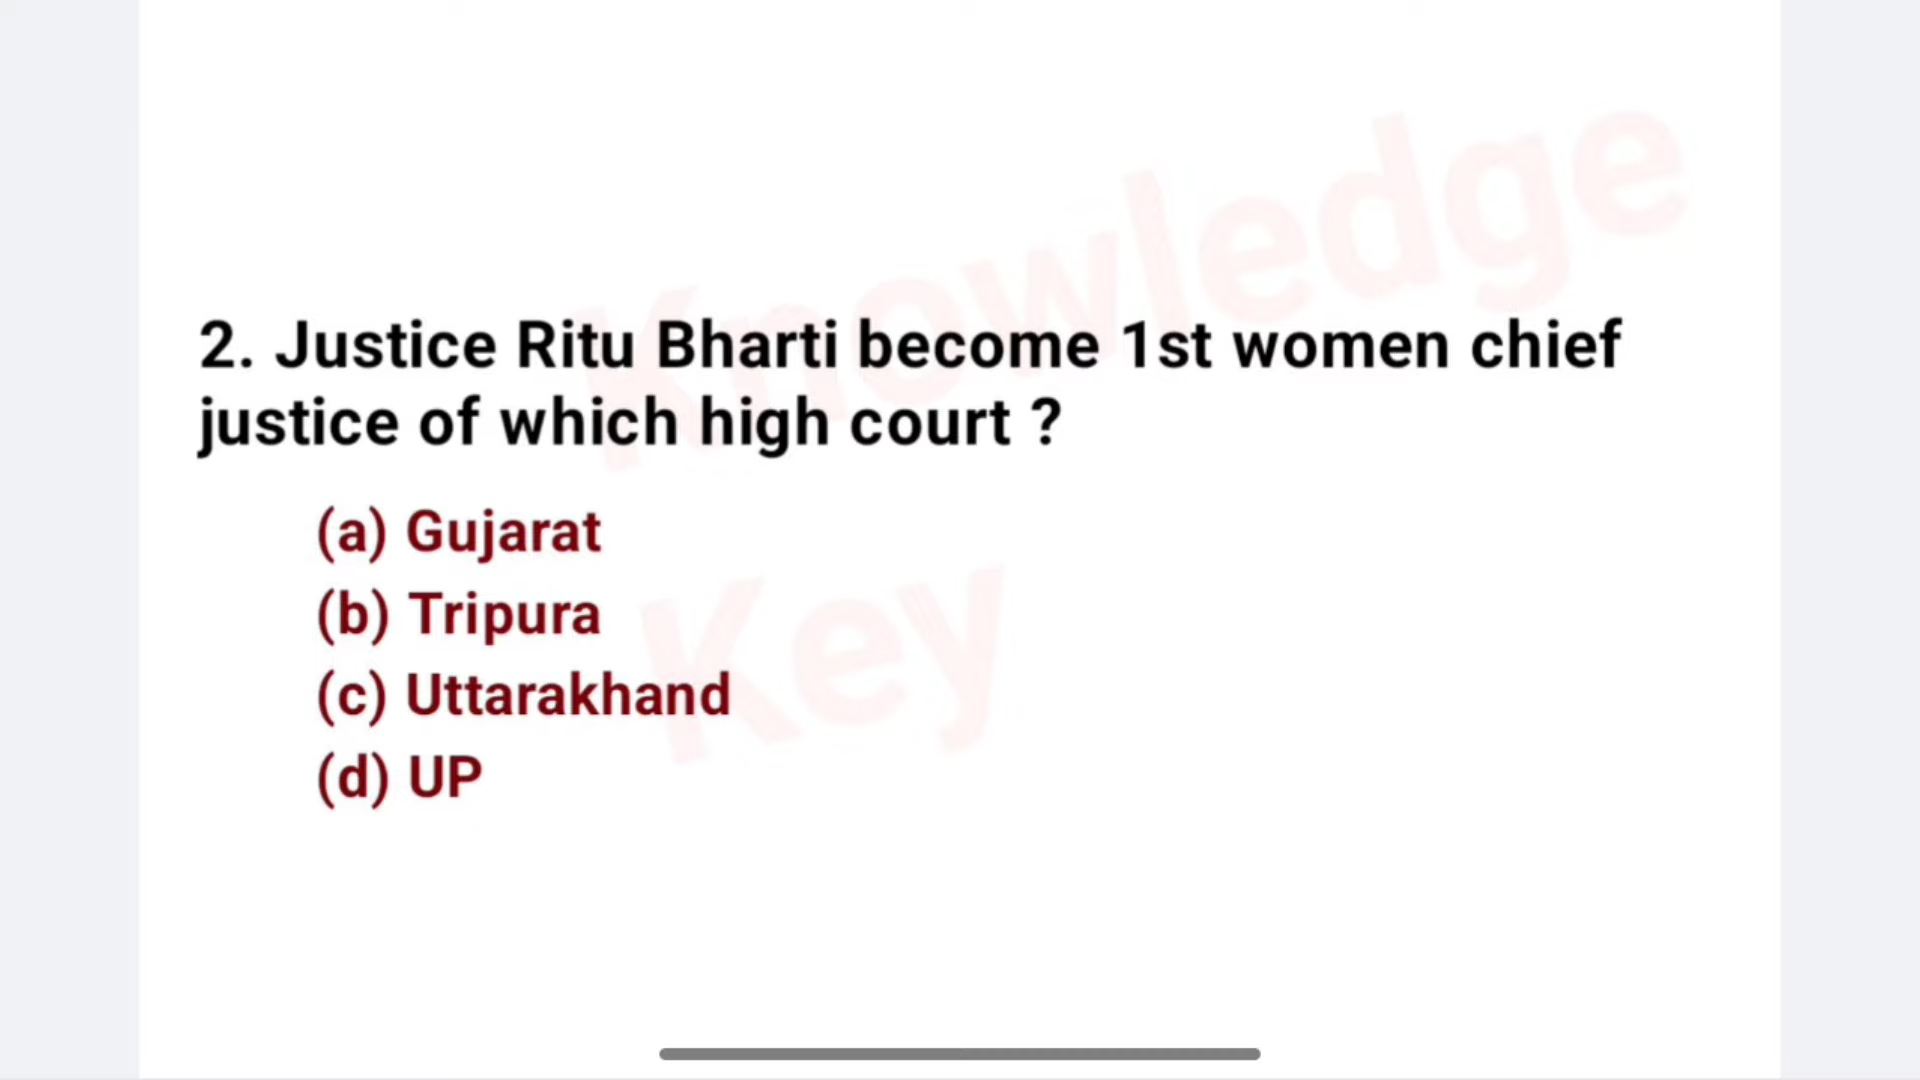 Knowledge
2. Justice Ritu Bharti become 1st women chief
justice of which high court ?
(a) Gujarat
(b) Tripura
Key
(c) Uttarakhand
(d) UP